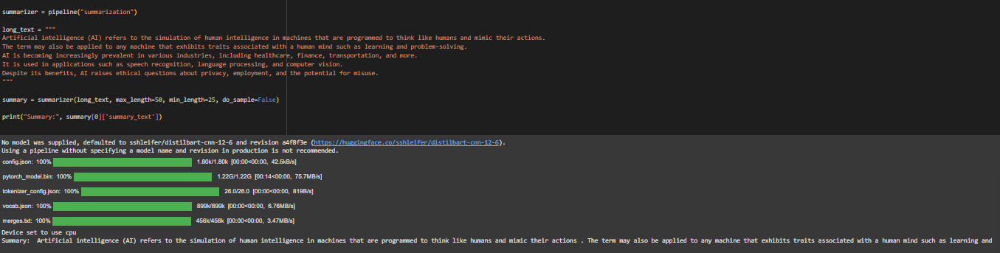 summarizer = pipeline("summarization")
long_text = """
Artificial intelligence (AI) refers to the simulation of human intelligence in machines that are programmed to think like humans and mimic their actions.
The term may also be applied to any machine that exhibits traits associated with a human mind such as learning and problem-solving.
AI is becoming increasingly prevalent in various industries, including healthcare, finance, transportation, and more.
It is used in applications such as speech recognition, language processing, and computer vision.
Despite its benefits, AI raises ethical questions about privacy, employment, and the potential for misuse.
"""
summary = summarizer(long_text, max_length=50, min_length=25, do_sample=False)
print("Summary:", summary[0]['summary_text'])
No model was supplied, defaulted to sshleifer/distilbart-cnn-12-6 and revision a4f8f3e (https://huggingface.co/sshleifer/distilbart-cnn-12-6).
Using a pipeline without specifying a model name and revision in production is not recommended.
config.json: 100% 1.80k/1.80k [00:00<00:00, 42.5kB/s]
pytorch_model.bin: 100% 1.22G/1.22G [00:14<00:00, 75.7MB/s]
tokenizer_config.json: 100% 26.0/26.0 [00:00<00:00, 819B/s]
vocab.json: 100% 899k/899k [00:00<00:00, 6.76MB/s]
merges.txt: 100% 456k/456k [00:00<00:00, 3.47MB/s]
Device set to use cpu
Summary:  Artificial intelligence (AI) refers to the simulation of human intelligence in machines that are programmed to think like humans and mimic their actions . The term may also be applied to any machine that exhibits traits associated with a human mind such as learning and